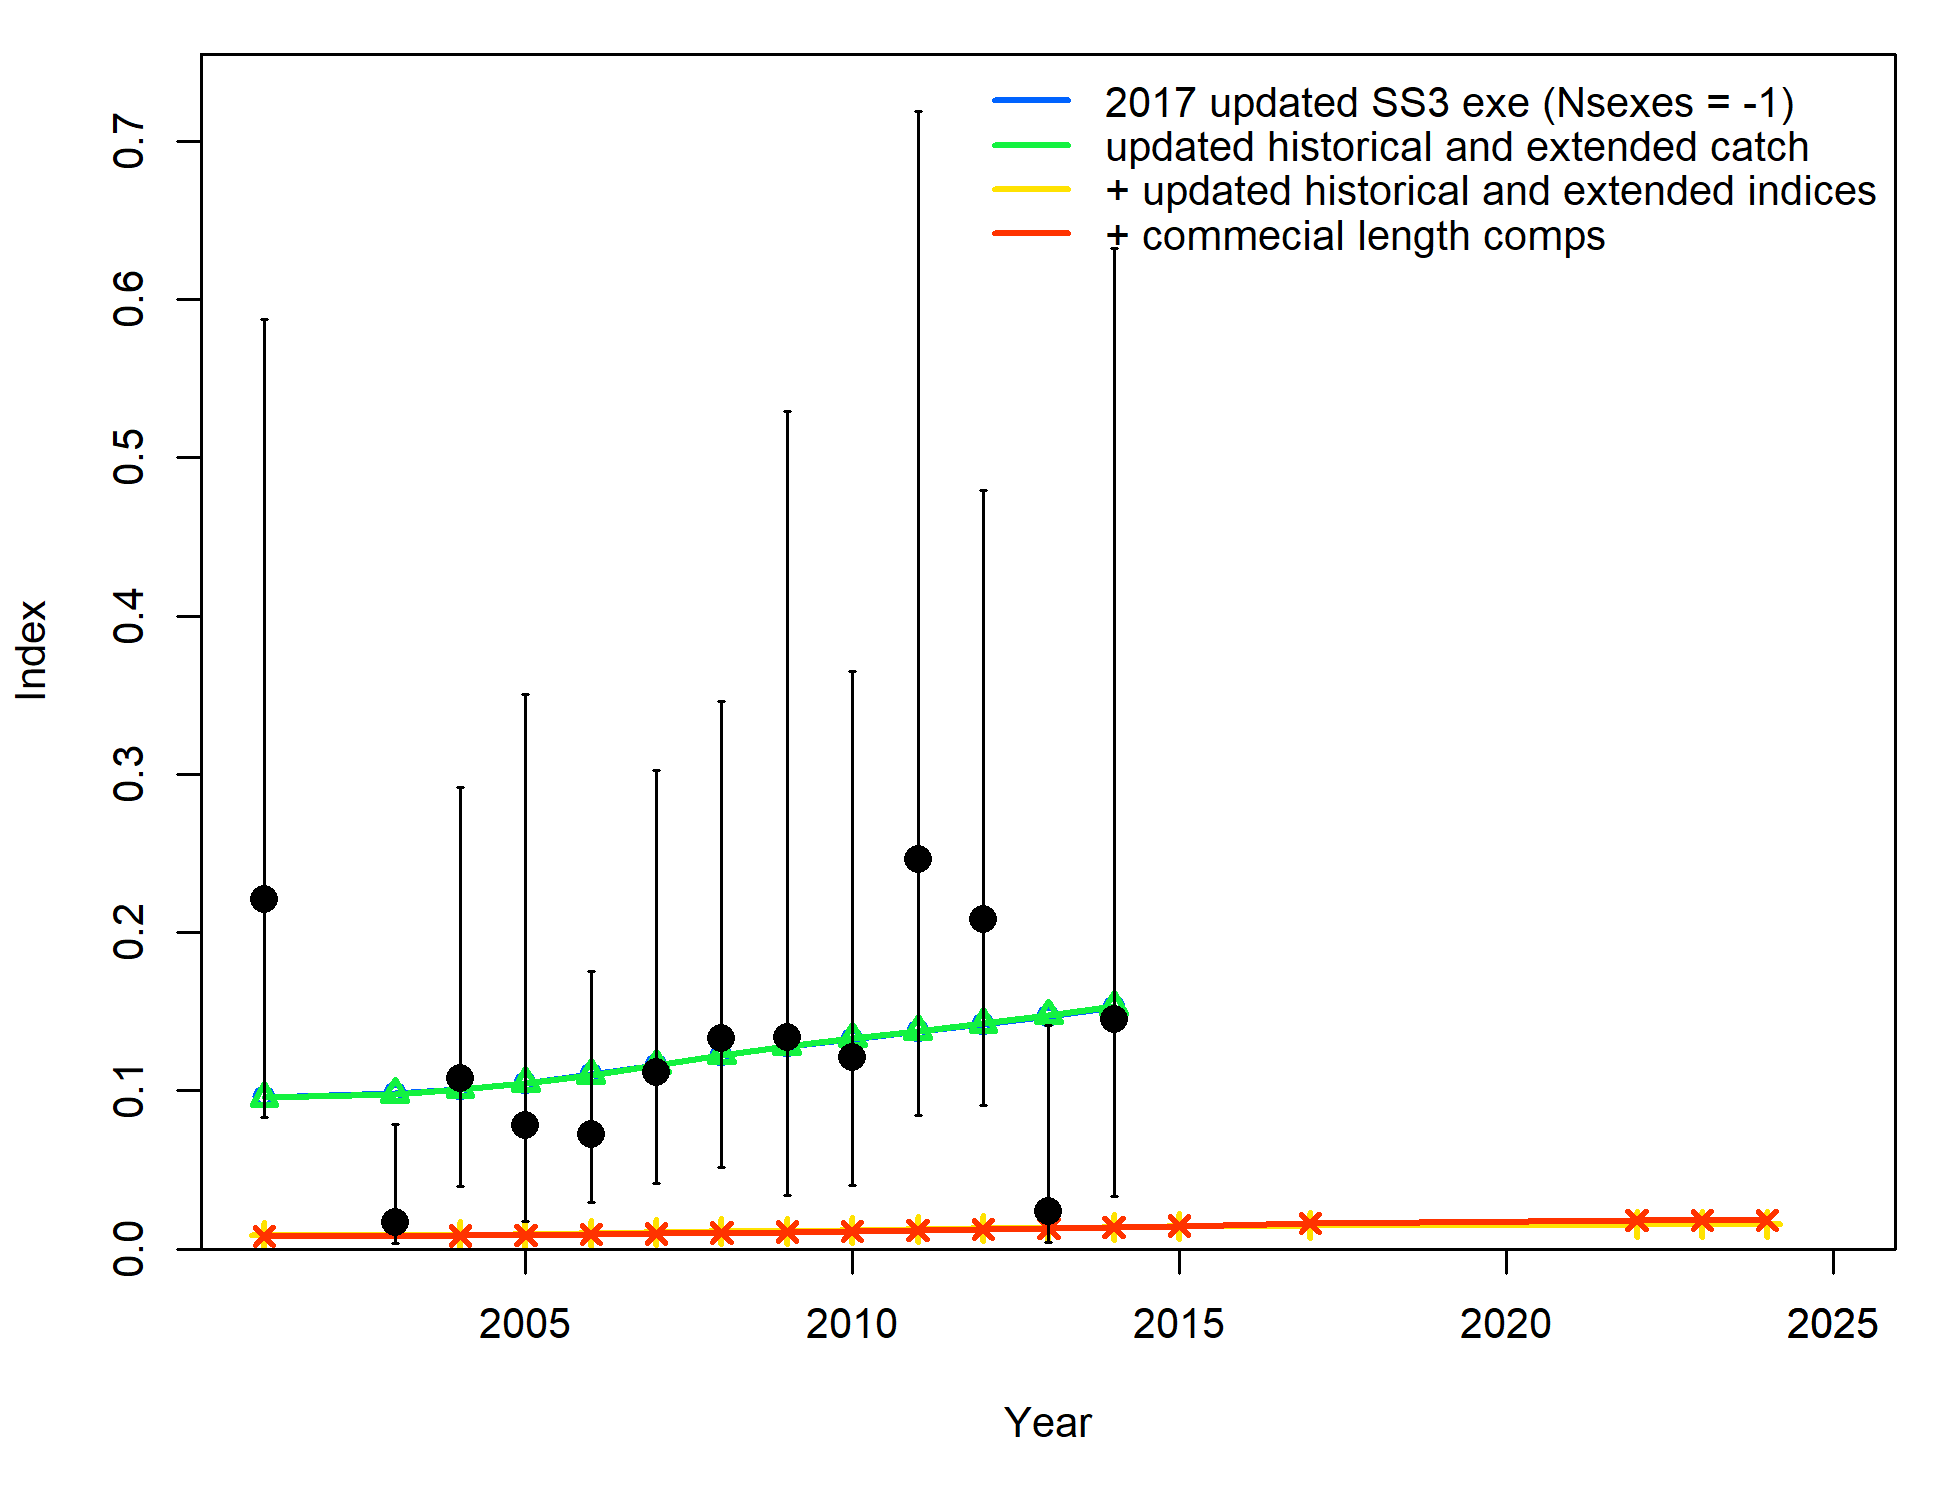 2017 updated SS3 exe (Nsexes = -1)
updated historical and extended catch
+ updated historical and extended indices
+ commecial length comps
0.7
0.6
0.5
0.4
0.3
0.2
0.1
0.0
Index
2005 2010 2015 2020 2025
Year